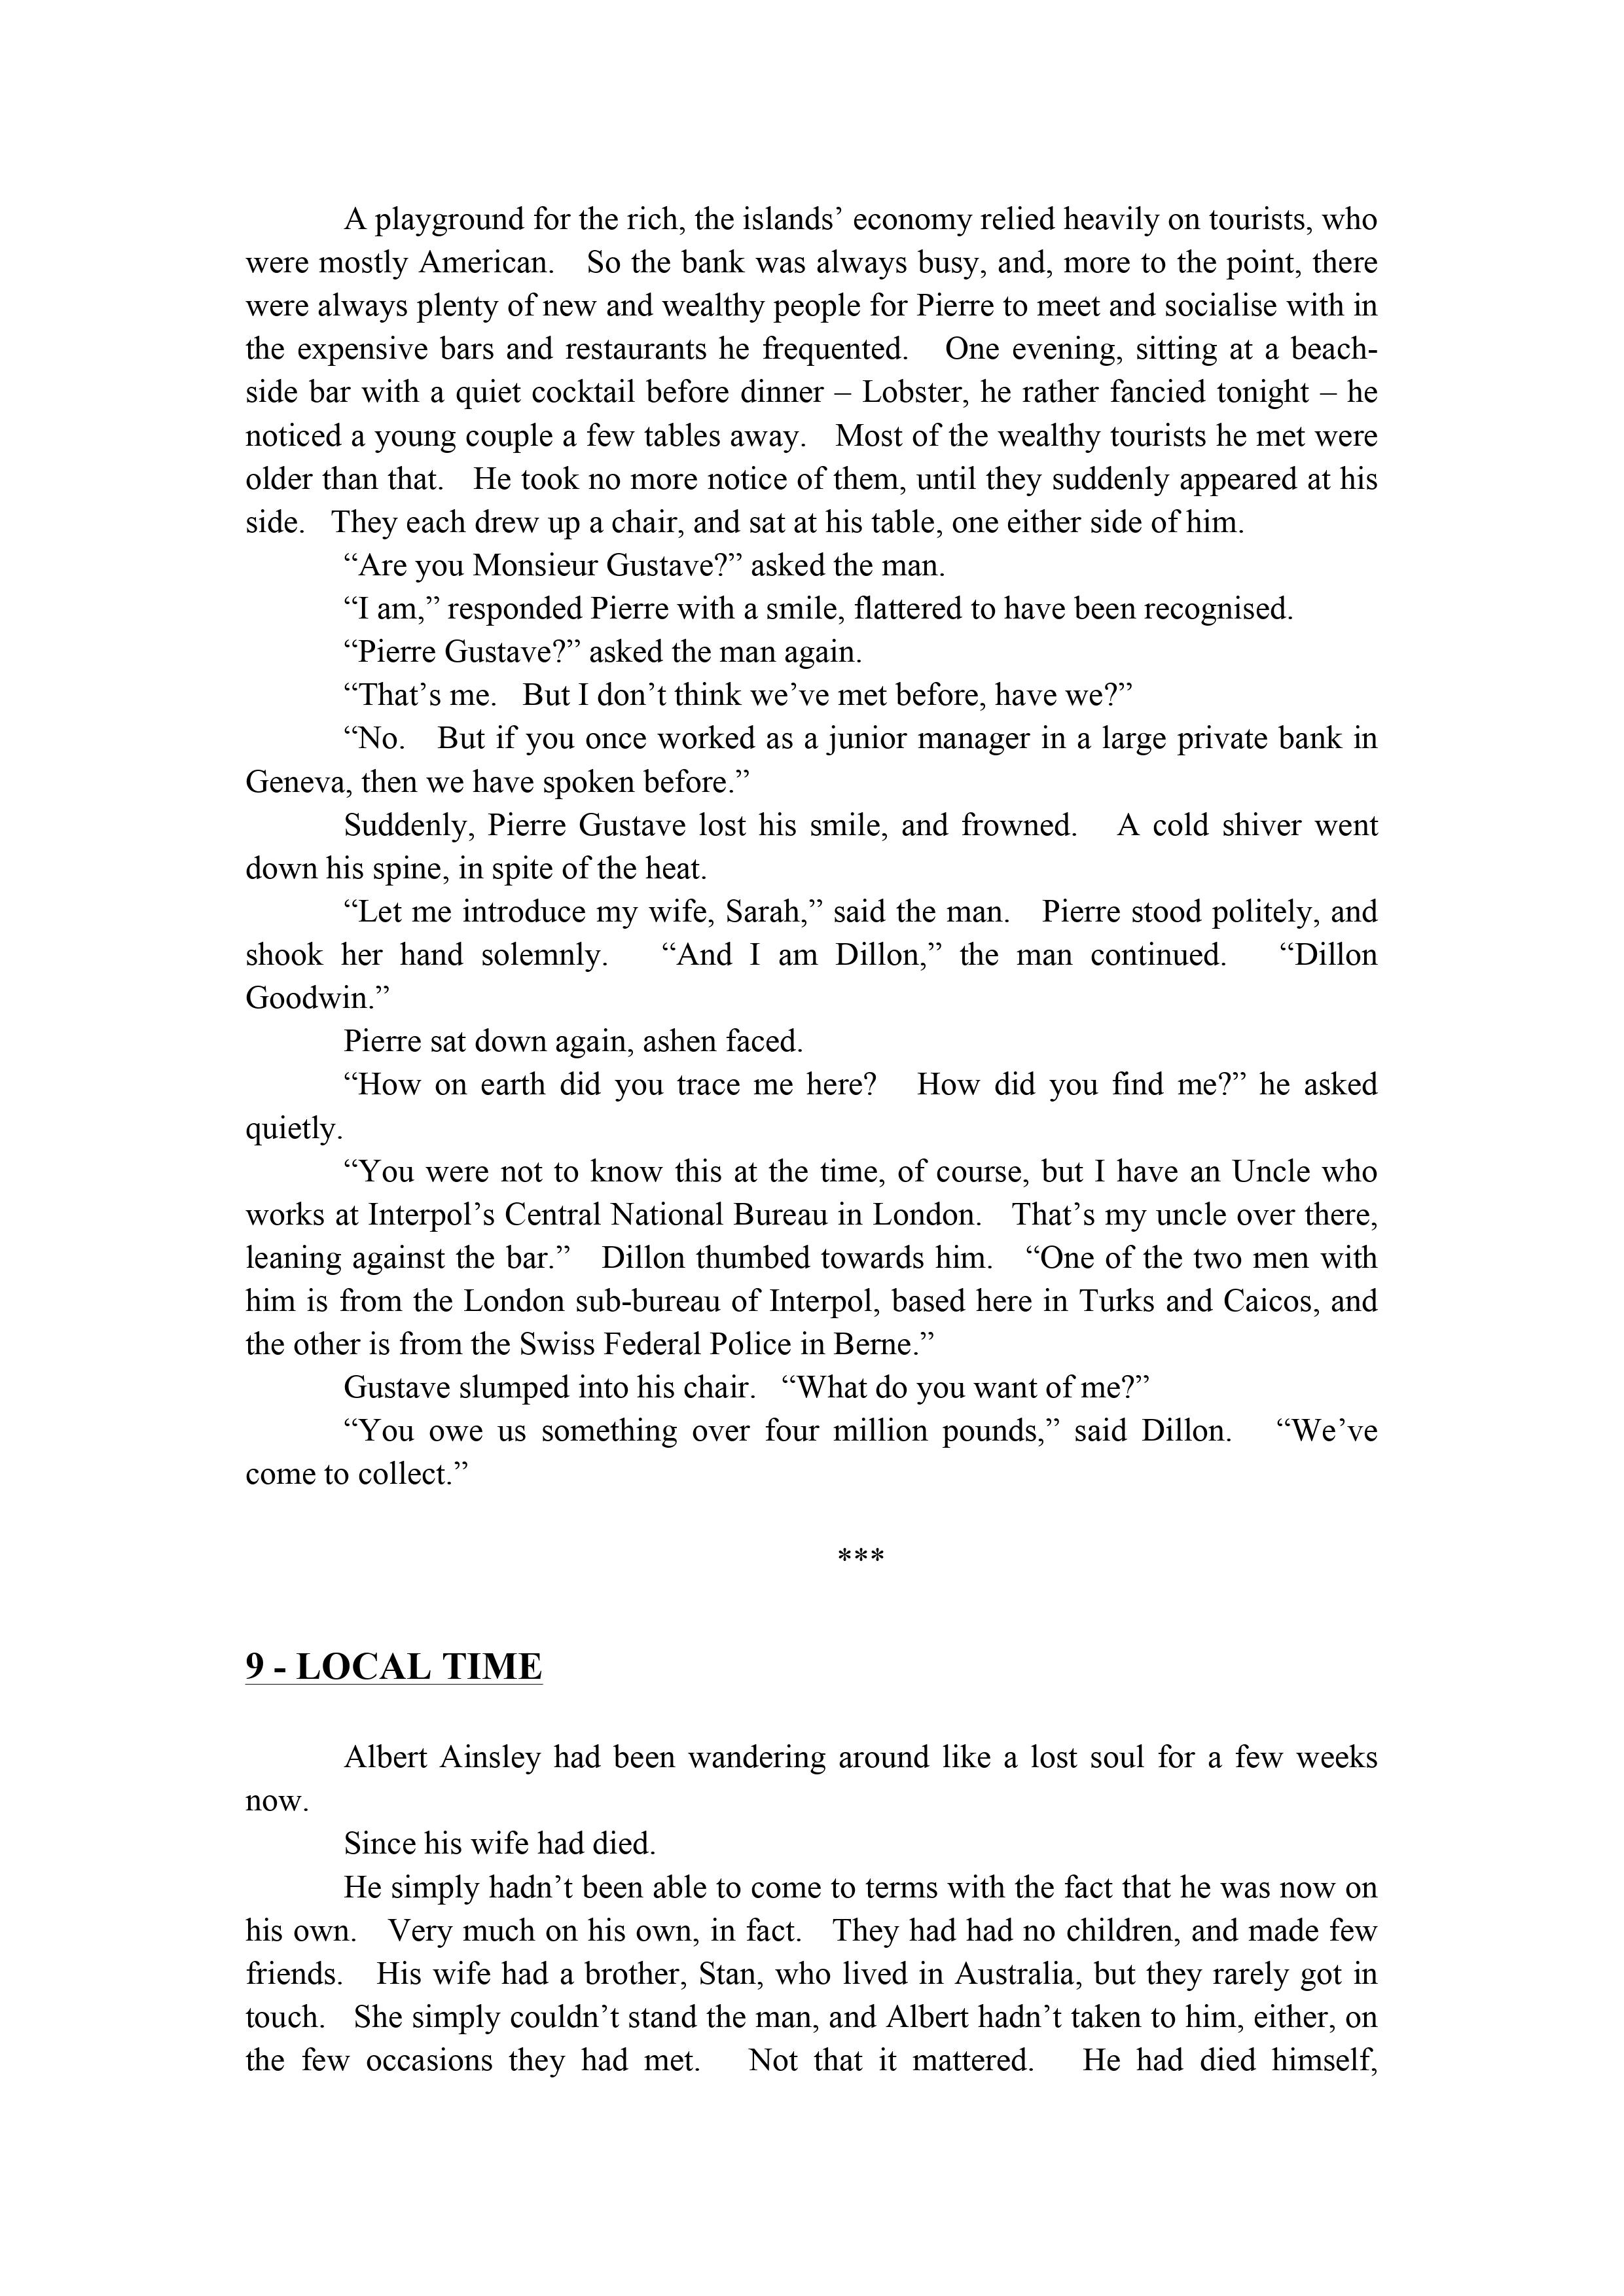 A playground for the rich, the islands’ economy relied heavily on tourists, who
were mostly American.   So the bank was always busy, and, more to the point, there
were always plenty of new and wealthy people for Pierre to meet and socialise with in
the expensive bars and restaurants he frequented.   One evening, sitting at a beach-
side bar with a quiet cocktail before dinner – Lobster, he rather fancied tonight – he
noticed a young couple a few tables away.   Most of the wealthy tourists he met were
older than that.   He took no more notice of them, until they suddenly appeared at his
side.   They each drew up a chair, and sat at his table, one either side of him.
“Are you Monsieur Gustave?” asked the man.
“I am,” responded Pierre with a smile, flattered to have been recognised.
“Pierre Gustave?” asked the man again.
“That’s me.   But I don’t think we’ve met before, have we?”
“No.   But if you once worked as a junior manager in a large private bank in
Geneva, then we have spoken before.”
Suddenly, Pierre Gustave lost his smile, and frowned.   A cold shiver went
down his spine, in spite of the heat.
“Let me introduce my wife, Sarah,” said the man.   Pierre stood politely, and
shook her hand solemnly.   “And I am Dillon,” the man continued.   “Dillon
Goodwin.”
Pierre sat down again, ashen faced.
“How on earth did you trace me here?   How did you find me?” he asked
quietly.
“You were not to know this at the time, of course, but I have an Uncle who
works at Interpol’s Central National Bureau in London.   That’s my uncle over there,
leaning against the bar.”   Dillon thumbed towards him.   “One of the two men with
him is from the London sub-bureau of Interpol, based here in Turks and Caicos, and
the other is from the Swiss Federal Police in Berne.”
Gustave slumped into his chair.   “What do you want of me?”
“You owe us something over four million pounds,” said Dillon.   “We’ve
come to collect.”
***
9 - LOCAL TIME
Albert Ainsley had been wandering around like a lost soul for a few weeks
now.
Since his wife had died.
He simply hadn’t been able to come to terms with the fact that he was now on
his own.   Very much on his own, in fact.   They had had no children, and made few
friends.   His wife had a brother, Stan, who lived in Australia, but they rarely got in
touch.   She simply couldn’t stand the man, and Albert hadn’t taken to him, either, on
the few occasions they had met.   Not that it mattered.   He had died himself,